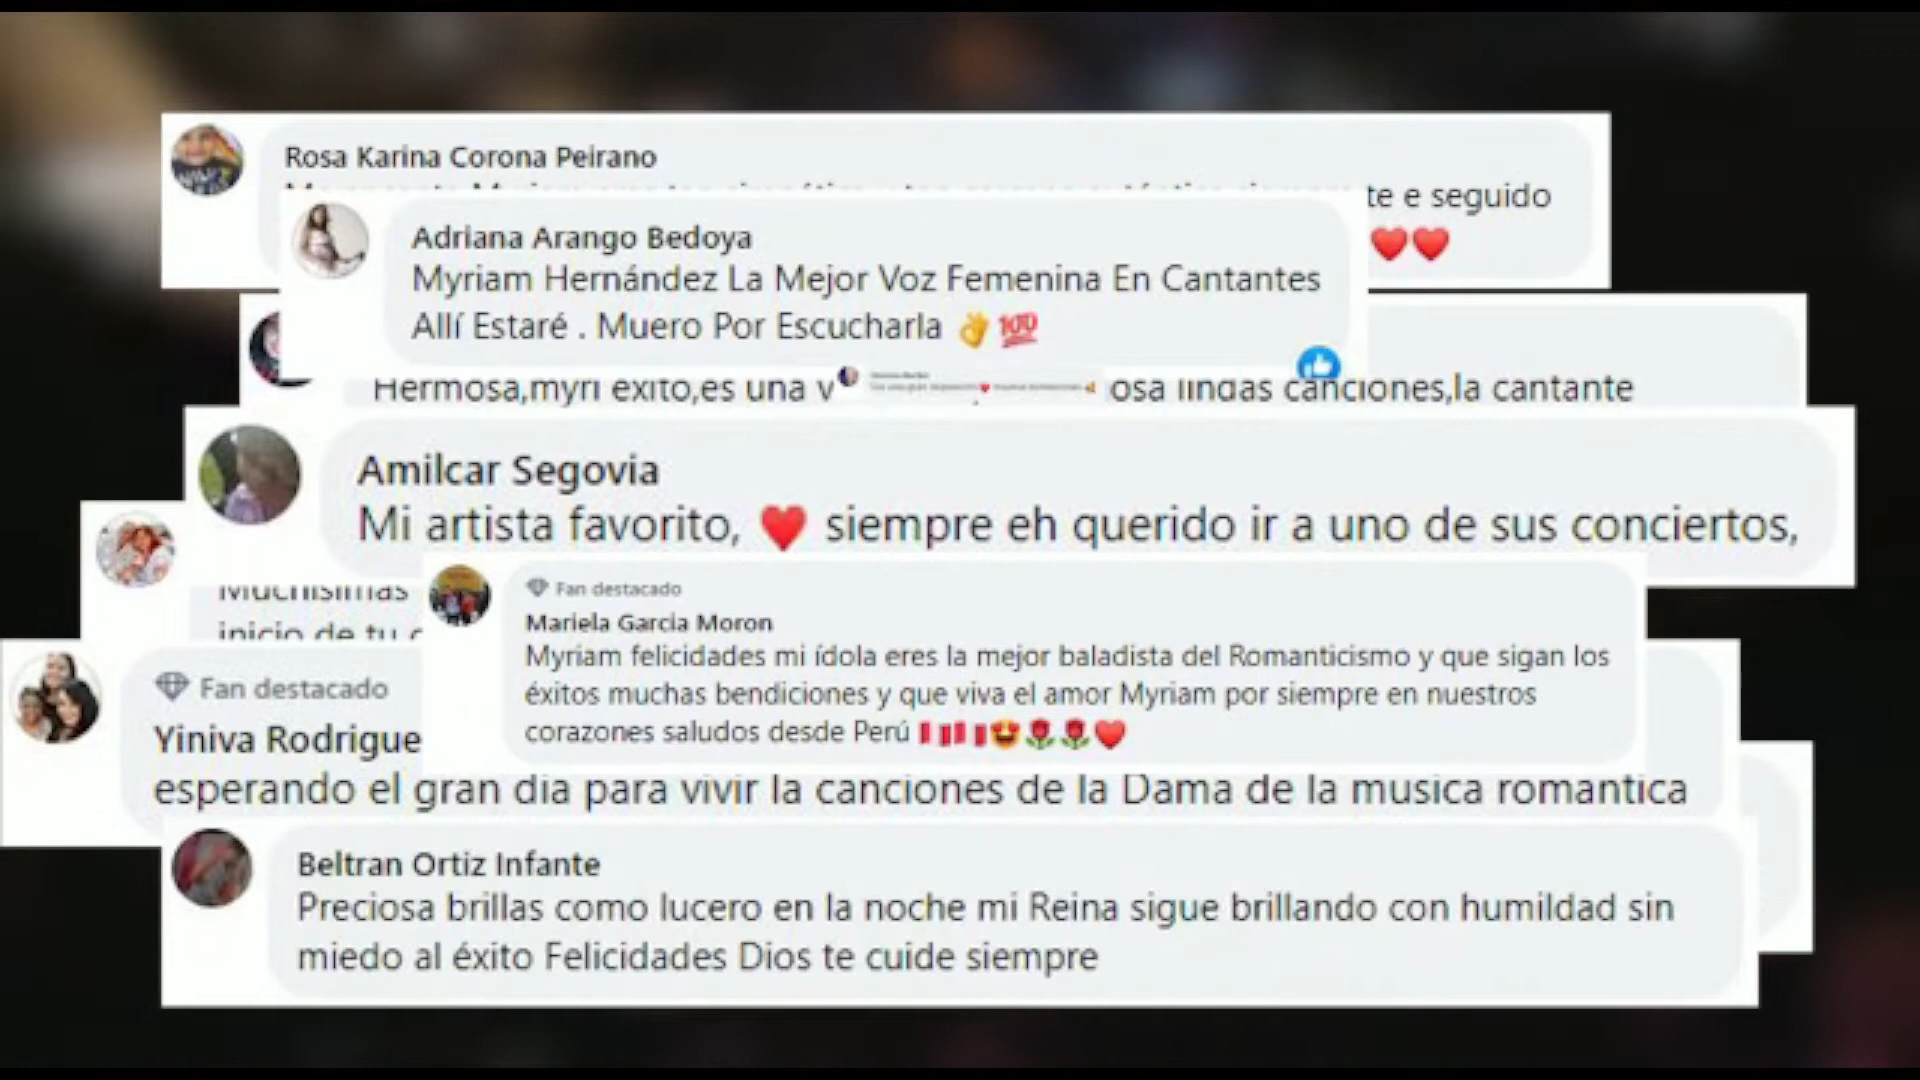 Rosa Karina Corona Peirano
te e seguido
Adriana Arango Bedoya
Myriam Hernández La Mejor Voz Femenina En Cantantes
Allí Estaré . Muero Por Escucharla 👌💯
Hermosa,myri exito,es una v osa lindas canciones,la cantante
Amilcar Segovia
Mi artista favorito, ❤️ siempre eh querido ir a uno de sus conciertos,
Muchisimas
inicio de tu
Fan destacado
Mariela Garcia Moron
Myriam felicidades mi ídola eres la mejor baladista del Romanticismo y que sigan los
éxitos muchas bendiciones y que viva el amor Myriam por siempre en nuestros
corazones saludos desde Perú 🇵🇪🇵🇪🤩🌹🌹❤️
Fan destacado
Yiniva Rodrigue
esperando el gran dia para vivir la canciones de la Dama de la musica romantica
Beltran Ortiz Infante
Preciosa brillas como lucero en la noche mi Reina sigue brillando con humildad sin
miedo al éxito Felicidades Dios te cuide siempre